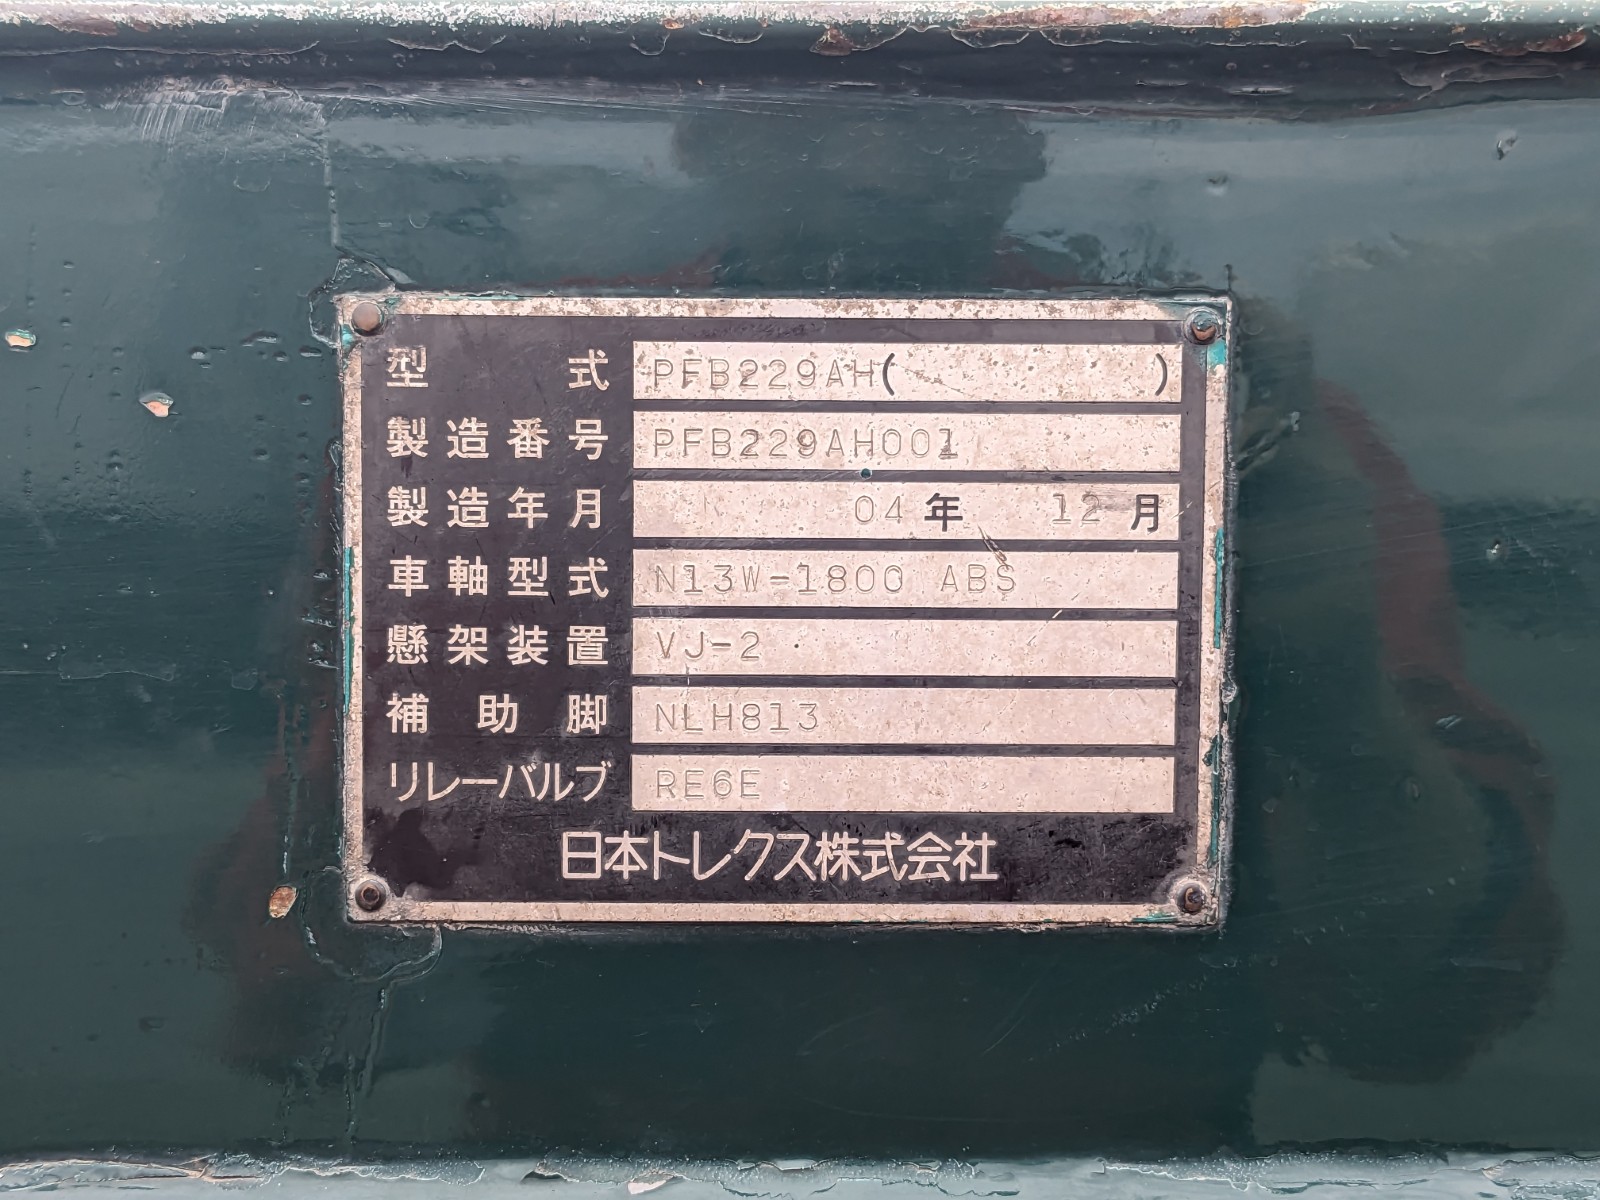 型式 PFB229AH( )
製造番号 PFB229AH001
製造年月 04年 12月
車軸型式 N13W-1800 ABS
懸架装置 VJ-2
補助脚 NLH813
リレーバルブ RE6E
日本トレクス株式会社